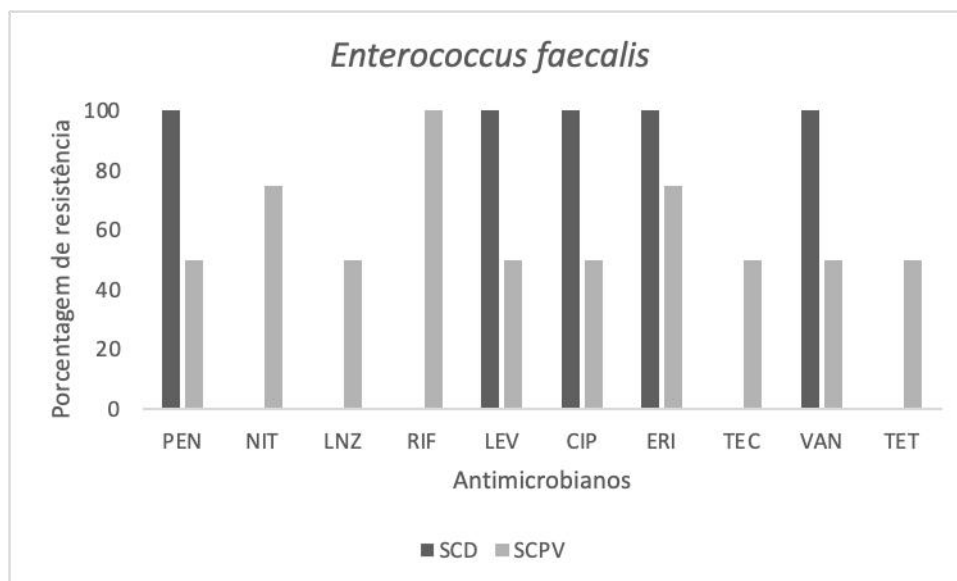 Enterococcus faecalis
Porcentagem de resistência
100
80
60
40
20
0
PEN NIT LNZ RIF LEV CIP ERI TEC VAN TET
Antimicrobianos
SCD SCPV